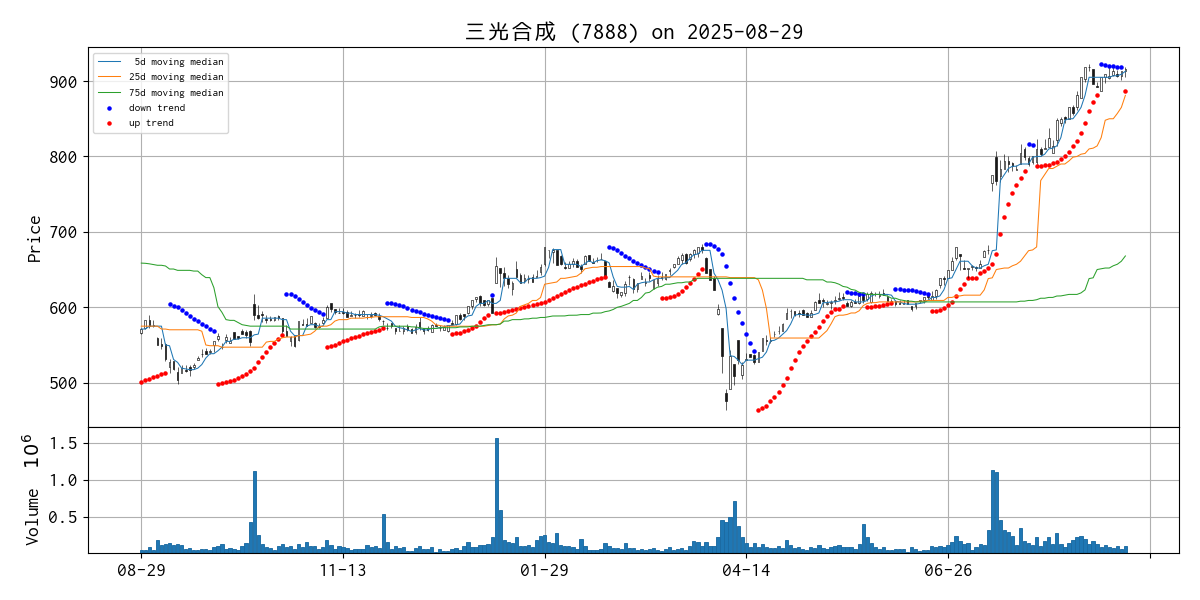 三光合成 (7888) on 2025-08-29
5d moving median
25d moving median
75d moving median
down trend
up trend
900
800
700
600
500
Price
1.5
1.0
0.5
Volume 10⁶
08-29
11-13
01-29
04-14
06-26